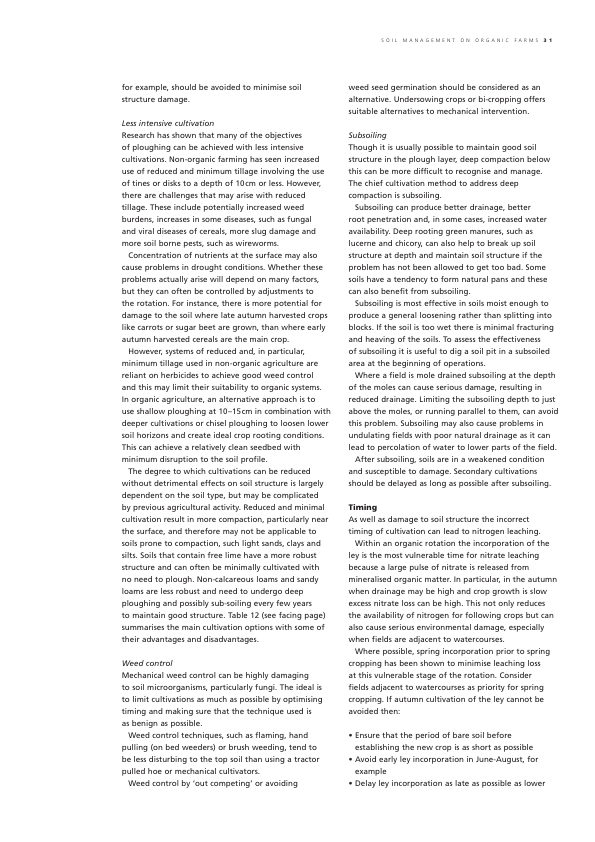 SOIL MANAGEMENT ON ORGANIC FARMS 31
for example, should be avoided to minimise soil
structure damage.
Less intensive cultivation
Research has shown that many of the objectives
of ploughing can be achieved with less intensive
cultivations. Non-organic farming has seen increased
use of reduced and minimum tillage involving the use
of tines or disks to a depth of 10cm or less. However,
there are challenges that may arise with reduced
tillage. These include potentially increased weed
burdens, increases in some diseases, such as fungal
and viral diseases of cereals, more slug damage and
more soil borne pests, such as wireworms.
Concentration of nutrients at the surface may also
cause problems in drought conditions. Whether these
problems actually arise will depend on many factors,
but they can often be controlled by adjustments to
the rotation. For instance, there is more potential for
damage to the soil where late autumn harvested crops
like carrots or sugar beet are grown, than where early
autumn harvested cereals are the main crop.
However, systems of reduced and, in particular,
minimum tillage used in non-organic agriculture are
reliant on herbicides to achieve good weed control
and this may limit their suitability to organic systems.
In organic agriculture, an alternative approach is to
use shallow ploughing at 10–15cm in combination with
deeper cultivations or chisel ploughing to loosen lower
soil horizons and create ideal crop rooting conditions.
This can achieve a relatively clean seedbed with
minimum disruption to the soil profile.
The degree to which cultivations can be reduced
without detrimental effects on soil structure is largely
dependent on the soil type, but may be complicated
by previous agricultural activity. Reduced and minimal
cultivation result in more compaction, particularly near
the surface, and therefore may not be applicable to
soils prone to compaction, such light sands, clays and
silts. Soils that contain free lime have a more robust
structure and can often be minimally cultivated with
no need to plough. Non-calcareous loams and sandy
loams are less robust and need to undergo deep
ploughing and possibly sub-soiling every few years
to maintain good structure. Table 12 (see facing page)
summarises the main cultivation options with some of
their advantages and disadvantages.
Weed control
Mechanical weed control can be highly damaging
to soil microorganisms, particularly fungi. The ideal is
to limit cultivations as much as possible by optimising
timing and making sure that the technique used is
as benign as possible.
Weed control techniques, such as flaming, hand
pulling (on bed weeders) or brush weeding, tend to
be less disturbing to the top soil than using a tractor
pulled hoe or mechanical cultivators.
Weed control by 'out competing' or avoiding
weed seed germination should be considered as an
alternative. Undersowing crops or bi-cropping offers
suitable alternatives to mechanical intervention.
Subsoiling
Though it is usually possible to maintain good soil
structure in the plough layer, deep compaction below
this can be more difficult to recognise and manage.
The chief cultivation method to address deep
compaction is subsoiling.
Subsoiling can produce better drainage, better
root penetration and, in some cases, increased water
availability. Deep rooting green manures, such as
lucerne and chicory, can also help to break up soil
structure at depth and maintain soil structure if the
problem has not been allowed to get too bad. Some
soils have a tendency to form natural pans and these
can also benefit from subsoiling.
Subsoiling is most effective in soils moist enough to
produce a general loosening rather than splitting into
blocks. If the soil is too wet there is minimal fracturing
and heaving of the soils. To assess the effectiveness
of subsoiling it is useful to dig a soil pit in a subsoiled
area at the beginning of operations.
Where a field is mole drained subsoiling at the depth
of the moles can cause serious damage, resulting in
reduced drainage. Limiting the subsoiling depth to just
above the moles, or running parallel to them, can avoid
this problem. Subsoiling may also cause problems in
undulating fields with poor natural drainage as it can
lead to percolation of water to lower parts of the field.
After subsoiling, soils are in a weakened condition
and susceptible to damage. Secondary cultivations
should be delayed as long as possible after subsoiling.
Timing
As well as damage to soil structure the incorrect
timing of cultivation can lead to nitrogen leaching.
Within an organic rotation the incorporation of the
ley is the most vulnerable time for nitrate leaching
because a large pulse of nitrate is released from
mineralised organic matter. In particular, in the autumn
when drainage may be high and crop growth is slow
excess nitrate loss can be high. This not only reduces
the availability of nitrogen for following crops but can
also cause serious environmental damage, especially
when fields are adjacent to watercourses.
Where possible, spring incorporation prior to spring
cropping has been shown to minimise leaching loss
at this vulnerable stage of the rotation. Consider
fields adjacent to watercourses as priority for spring
cropping. If autumn cultivation of the ley cannot be
avoided then:
• Ensure that the period of bare soil before
establishing the new crop is as short as possible
• Avoid early ley incorporation in June-August, for
example
• Delay ley incorporation as late as possible as lower